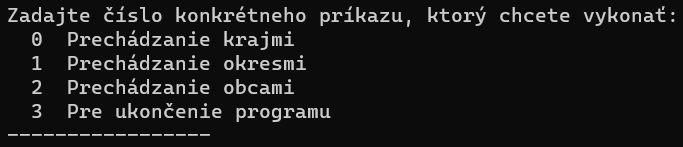 Zadajte číslo konkrétneho príkazu, ktorý chcete vykonať:
  0  Prechádzanie krajmi
  1  Prechádzanie okresmi
  2  Prechádzanie obcami
  3  Pre ukončenie programu
-----------------